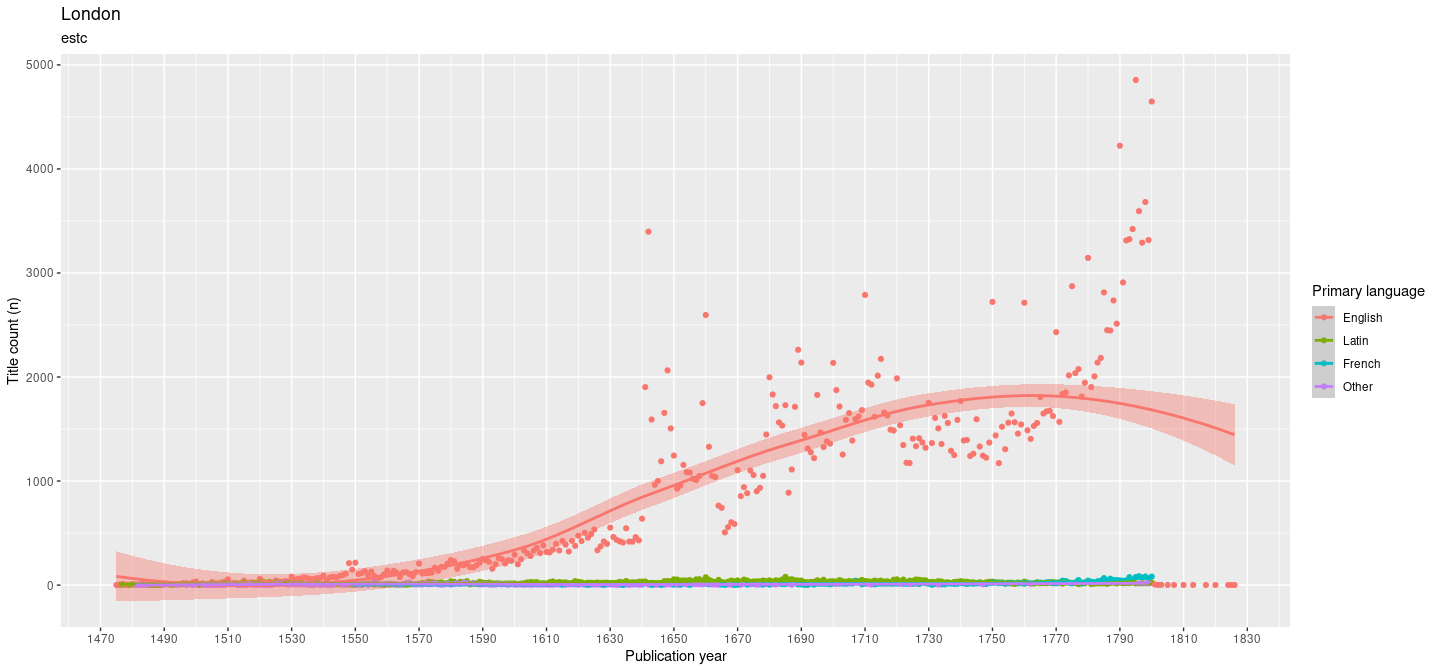 London
estc
5000
4000
3000
2000
1000
0
Title count (n)
1470 1490 1510 1530 1550 1570 1590 1610 1630 1650 1670 1690 1710 1730 1750 1770 1790 1810 1830
Publication year
Primary language
English
Latin
French
Other